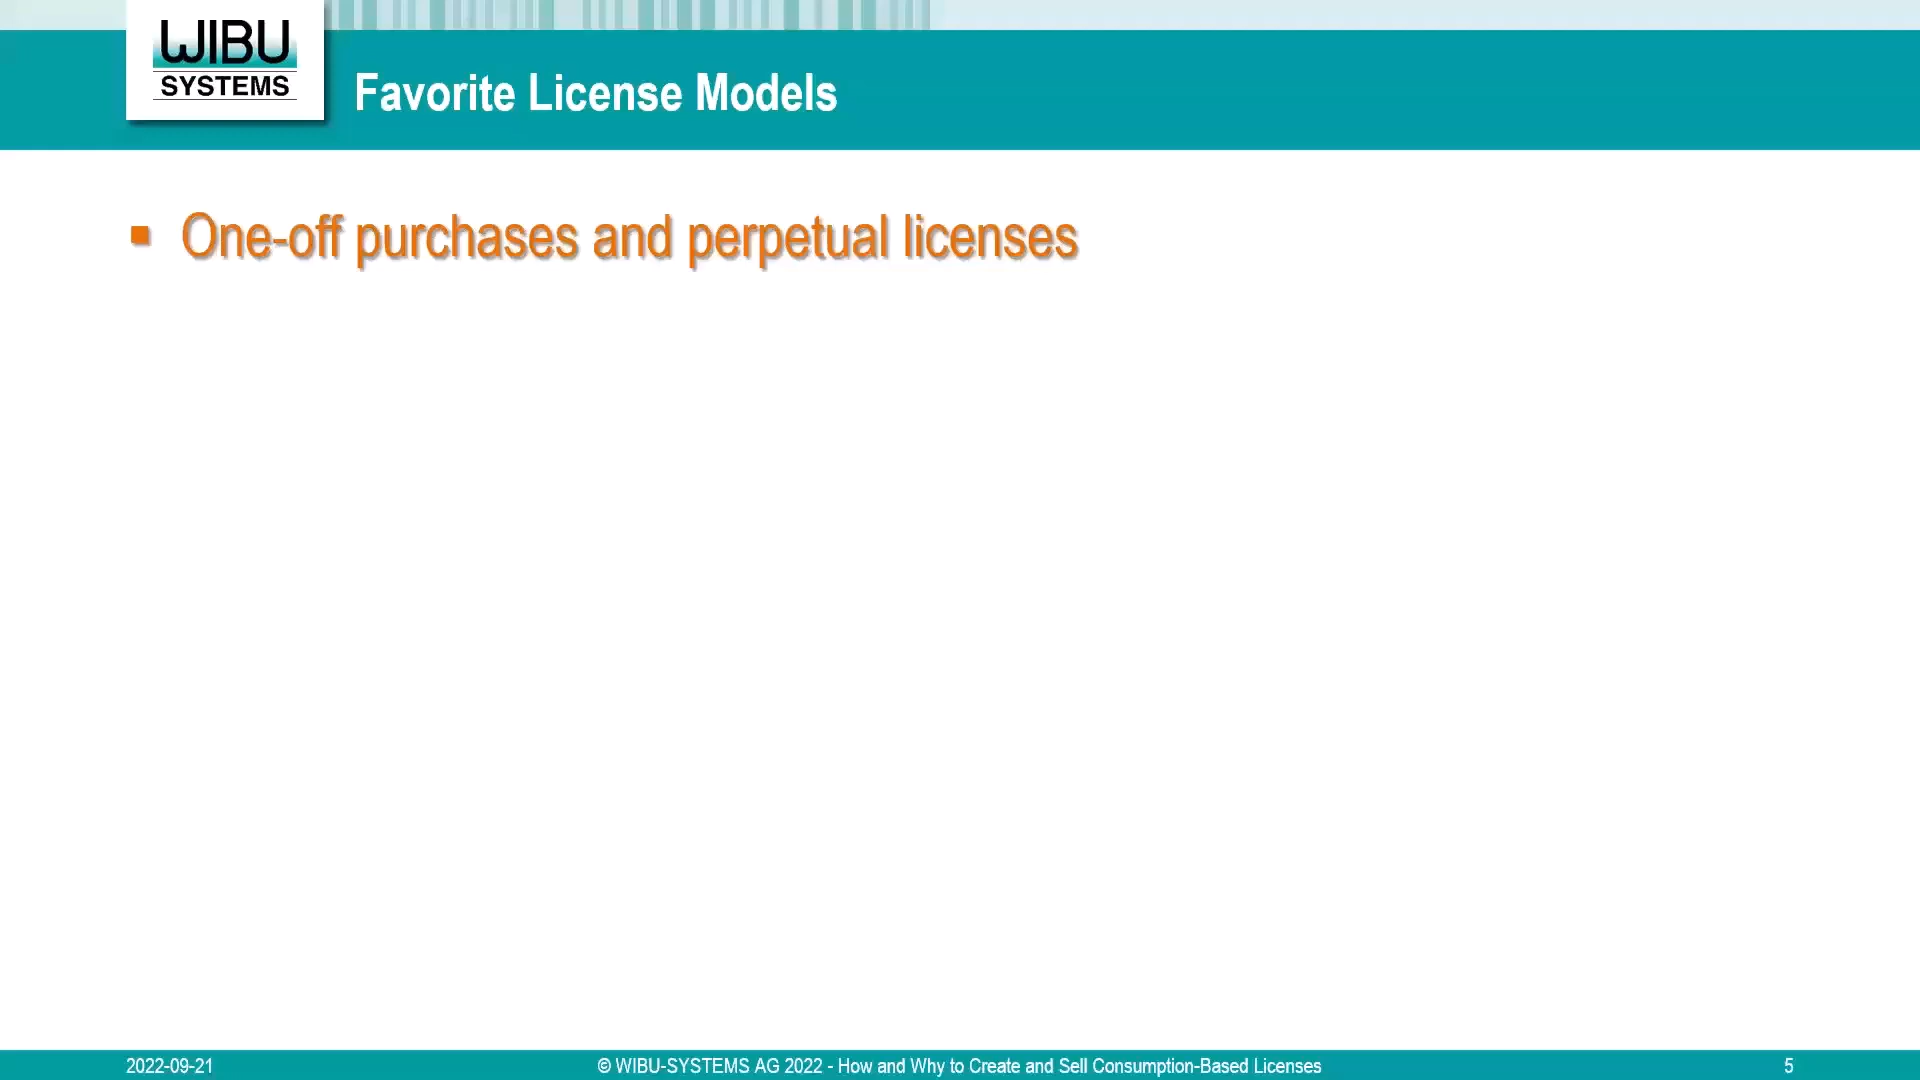 WIBU
SYSTEMS
Favorite License Models
▪ One-off purchases and perpetual licenses
2022-09-21
© WIBU-SYSTEMS AG 2022 - How and Why to Create and Sell Consumption-Based Licenses
5